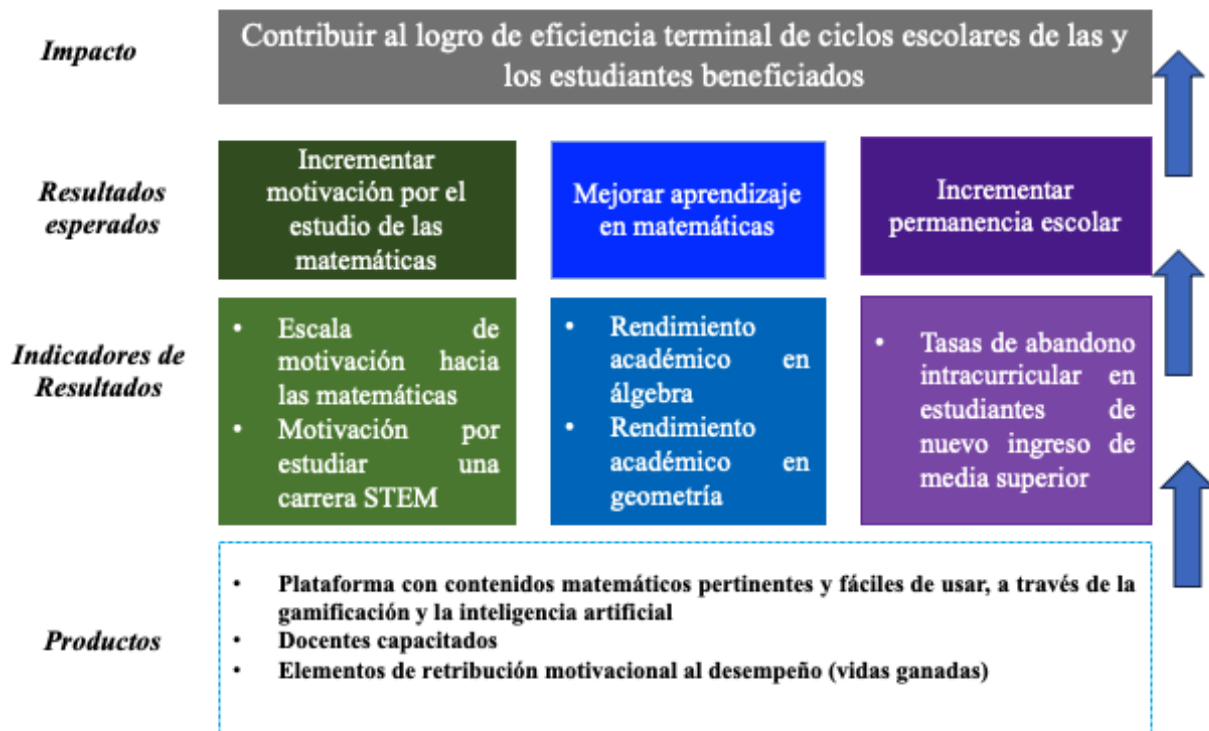 Impacto
Contribuir al logro de eficiencia terminal de ciclos escolares de las y
los estudiantes beneficiados
Resultados
esperados
Incrementar
motivación por el
estudio de las
matemáticas
Mejorar aprendizaje
en matemáticas
Incrementar
permanencia escolar
Indicadores de
Resultados
• Escala de
motivación hacia
las matemáticas
• Motivación por
estudiar una
carrera STEM
• Rendimiento
académico en
álgebra
• Rendimiento
académico en
geometría
• Tasas de abandono
intracurricular en
estudiantes de
nuevo ingreso de
media superior
Productos
• Plataforma con contenidos matemáticos pertinentes y fáciles de usar, a través de la
gamificación y la inteligencia artificial
• Docentes capacitados
• Elementos de retribución motivacional al desempeño (vidas ganadas)